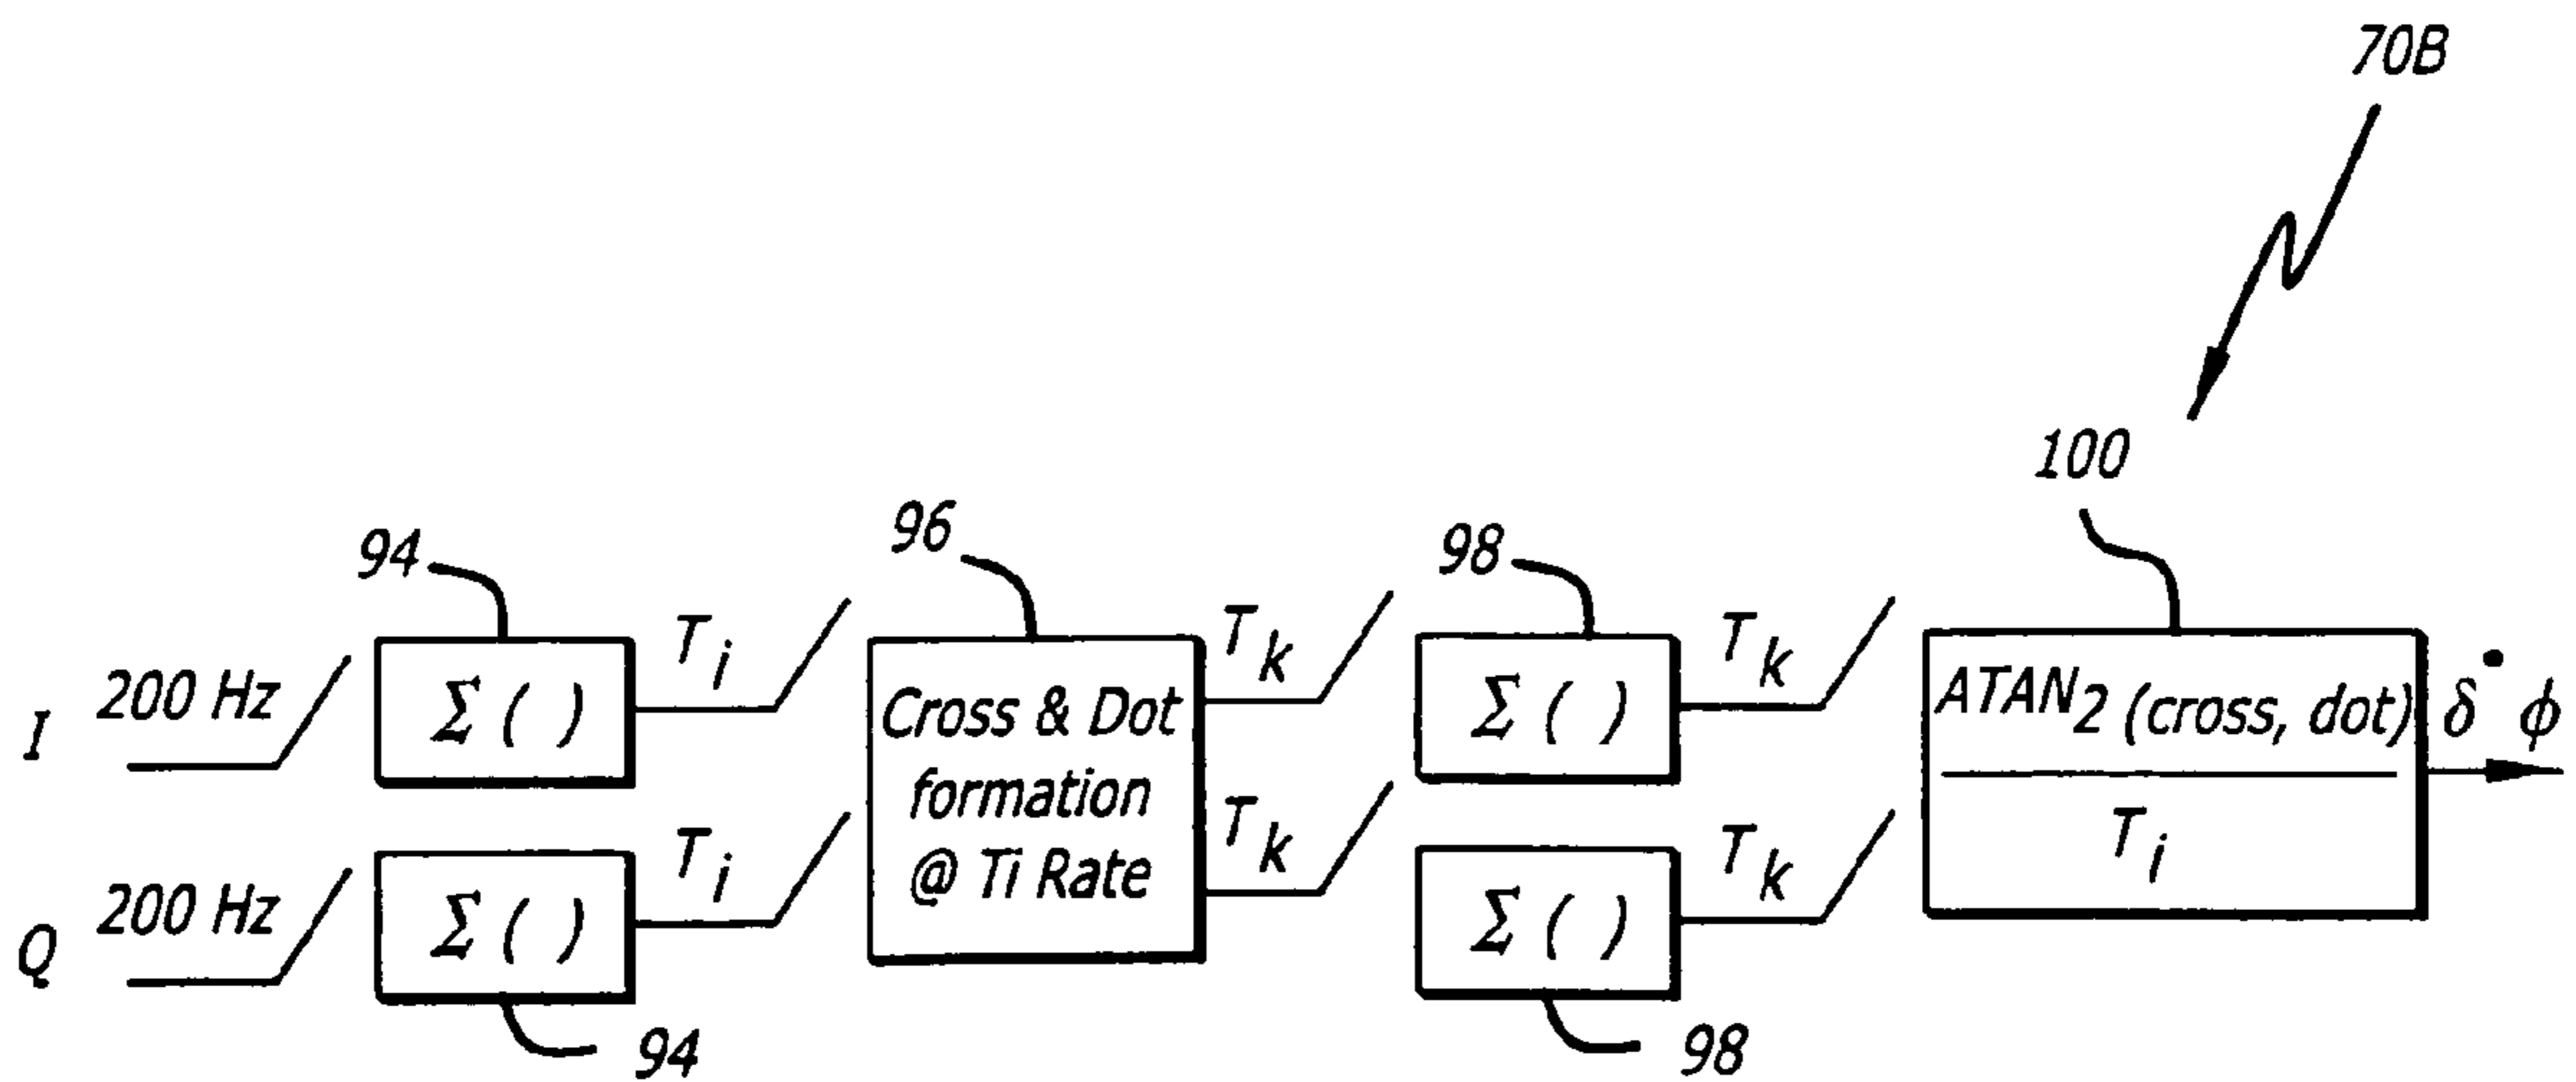 70B
100
96
94
98
I
200 Hz
Σ ( )
T i
Cross & Dot
formation
@ Ti Rate
T k
T k
Σ ( )
T k
ATAN2 (cross, dot)
T i
δ ϕ̇
Q
200 Hz
Σ ( )
T i
Σ ( )
T k
94
98